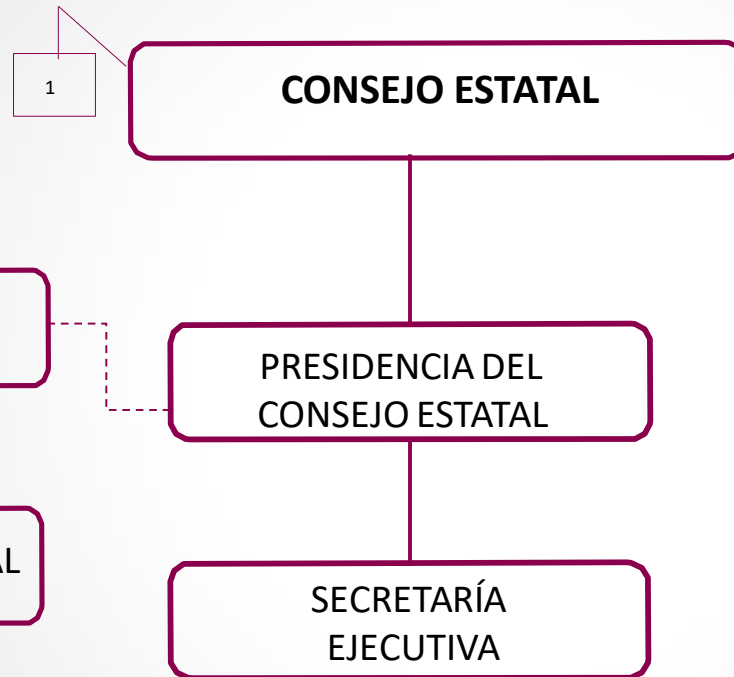 1
CONSEJO ESTATAL
PRESIDENCIA DEL
CONSEJO ESTATAL
SECRETARÍA
EJECUTIVA